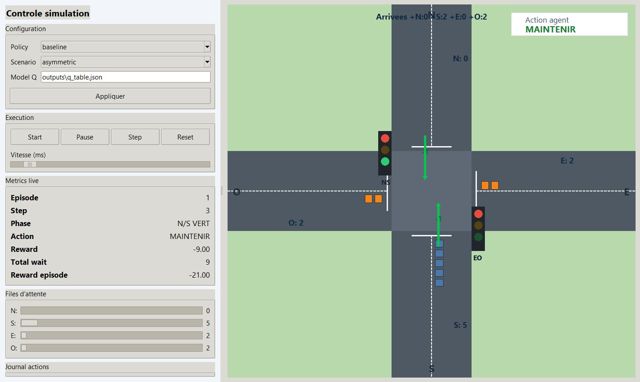 Controle simulation
Configuration
Policy baseline
Scenario asymmetric
Model Q outputs\q_table.json
Appliquer
Execution
Start Pause Step Reset
Vitesse (ms)
Metrics live
Episode 1
Step 3
Phase N/S VERT
Action MAINTENIR
Reward -9.00
Total wait 9
Reward episode -21.00
Files d'attente
N: 0
S: 5
E: 2
O: 2
Journal actions
Arrivees +N:0 +S:2 +E:0 +O:2
N
Action agent
MAINTENIR
N: 0
E: 2
NS
O
E
O: 2
EO
S: 5
S